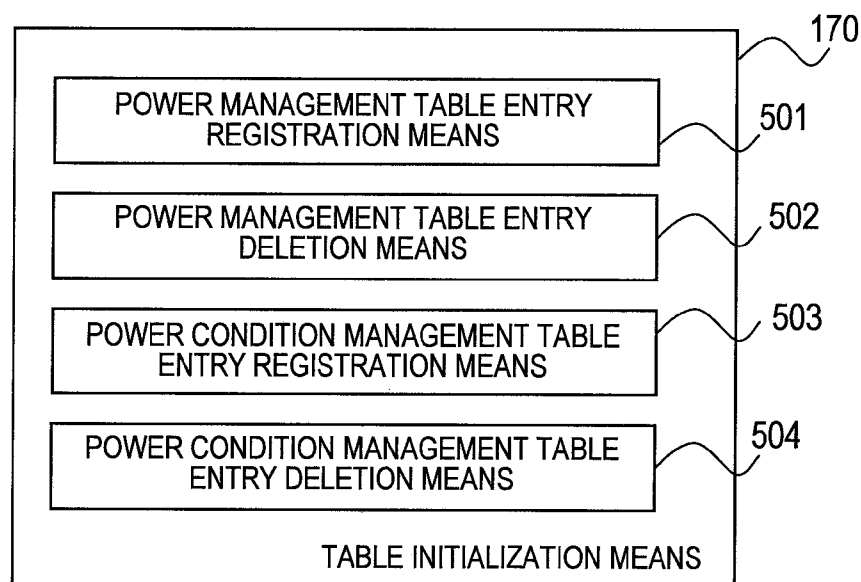 170
POWER MANAGEMENT TABLE ENTRY
REGISTRATION MEANS
501
POWER MANAGEMENT TABLE ENTRY
DELETION MEANS
502
POWER CONDITION MANAGEMENT TABLE
ENTRY REGISTRATION MEANS
503
POWER CONDITION MANAGEMENT TABLE
ENTRY DELETION MEANS
504
TABLE INITIALIZATION MEANS